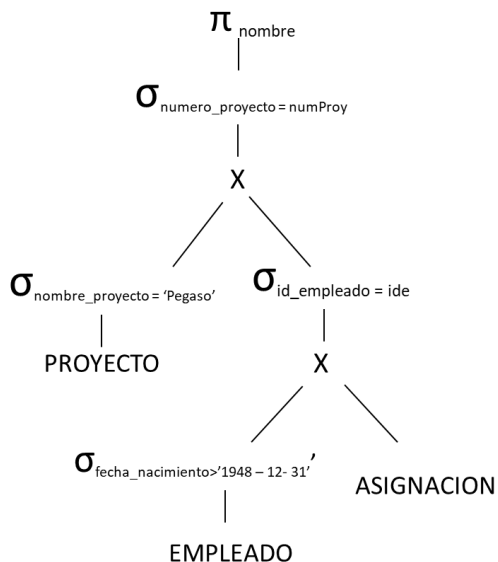 π nombre
σ numero_proyecto = numProy
X
σ nombre_proyecto = ‘Pegaso’
σ id_empleado = ide
PROYECTO
X
σ fecha_nacimiento>’1948 – 12- 31’ ’
ASIGNACION
EMPLEADO